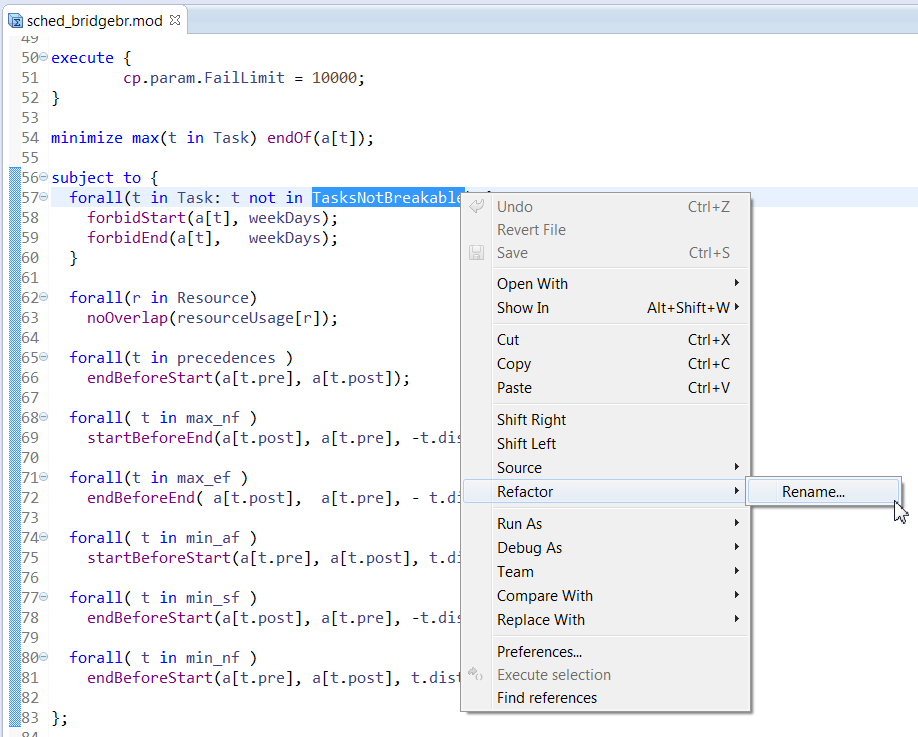 sched_bridgebr.mod
49
50 execute {
51 cp.param.FailLimit = 10000;
52 }
53
54 minimize max(t in Task) endOf(a[t]);
55
56 subject to {
57 forall(t in Task: t not in TasksNotBreakable
58 forbidStart(a[t], weekDays);
59 forbidEnd(a[t], weekDays);
60 }
61
62 forall(r in Resource)
63 noOverlap(resourceUsage[r]);
64
65 forall(t in precedences )
66 endBeforeStart(a[t.pre], a[t.post]);
67
68 forall( t in max_nf )
69 startBeforeEnd(a[t.post], a[t.pre], -t.dis
70
71 forall(t in max_ef )
72 endBeforeEnd( a[t.post], a[t.pre], - t.di
73
74 forall( t in min_af )
75 startBeforeStart(a[t.pre], a[t.post], t.di
76
77 forall( t in min_sf )
78 endBeforeStart(a[t.post], a[t.pre], -t.dis
79
80 forall( t in min_nf )
81 endBeforeStart(a[t.pre], a[t.post], t.dist
82
83 };
84
Undo Ctrl+Z
Revert File
Save Ctrl+S
Open With
Show In Alt+Shift+W
Cut Ctrl+X
Copy Ctrl+C
Paste Ctrl+V
Shift Right
Shift Left
Source
Refactor
Rename...
Run As
Debug As
Team
Compare With
Replace With
Preferences...
Execute selection
Find references